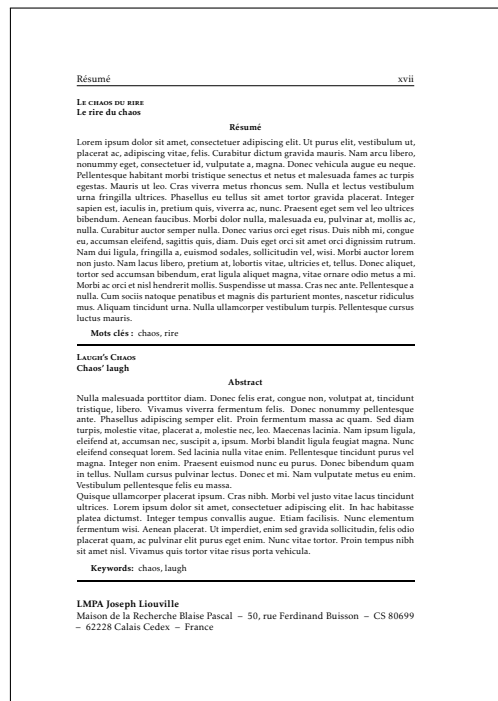 Résumé xvii
Le chaos du rire
Le rire du chaos
Résumé
Lorem ipsum dolor sit amet, consectetuer adipiscing elit. Ut purus elit, vestibulum ut,
placerat ac, adipiscing vitae, felis. Curabitur dictum gravida mauris. Nam arcu libero,
nonummy eget, consectetuer id, vulputate a, magna. Donec vehicula augue eu neque.
Pellentesque habitant morbi tristique senectus et netus et malesuada fames ac turpis
egestas. Mauris ut leo. Cras viverra metus rhoncus sem. Nulla et lectus vestibulum
urna fringilla ultrices. Phasellus eu tellus sit amet tortor gravida placerat. Integer
sapien est, iaculis in, pretium quis, viverra ac, nunc. Praesent eget sem vel leo ultrices
bibendum. Aenean faucibus. Morbi dolor nulla, malesuada eu, pulvinar at, mollis ac,
nulla. Curabitur auctor semper nulla. Donec varius orci eget risus. Duis nibh mi, congue
eu, accumsan eleifend, sagittis quis, diam. Duis eget orci sit amet orci dignissim rutrum.
Nam dui ligula, fringilla a, euismod sodales, sollicitudin vel, wisi. Morbi auctor lorem
non justo. Nam lacus libero, pretium at, lobortis vitae, ultricies et, tellus. Donec aliquet,
tortor sed accumsan bibendum, erat ligula aliquet magna, vitae ornare odio metus a mi.
Morbi ac orci et nisl hendrerit mollis. Suspendisse ut massa. Cras nec ante. Pellentesque a
nulla. Cum sociis natoque penatibus et magnis dis parturient montes, nascetur ridiculus
mus. Aliquam tincidunt urna. Nulla ullamcorper vestibulum turpis. Pellentesque cursus
luctus mauris.
Mots clés : chaos, rire
Laugh's Chaos
Chaos' laugh
Abstract
Nulla malesuada porttitor diam. Donec felis erat, congue non, volutpat at, tincidunt
tristique, libero. Vivamus viverra fermentum felis. Donec nonummy pellentesque
ante. Phasellus adipiscing semper elit. Proin fermentum massa ac quam. Sed diam
turpis, molestie vitae, placerat a, molestie nec, leo. Maecenas lacinia. Nam ipsum ligula,
eleifend at, accumsan nec, suscipit a, ipsum. Morbi blandit ligula feugiat magna. Nunc
eleifend consequat lorem. Sed lacinia nulla vitae enim. Pellentesque tincidunt purus vel
magna. Integer non enim. Praesent euismod nunc eu purus. Donec bibendum quam
in tellus. Nullam cursus pulvinar lectus. Donec et mi. Nam vulputate metus eu enim.
Vestibulum pellentesque felis eu massa.
Quisque ullamcorper placerat ipsum. Cras nibh. Morbi vel justo vitae lacus tincidunt
ultrices. Lorem ipsum dolor sit amet, consectetuer adipiscing elit. In hac habitasse
platea dictumst. Integer tempus convallis augue. Etiam facilisis. Nunc elementum
fermentum wisi. Aenean placerat. Ut imperdiet, enim sed gravida sollicitudin, felis odio
placerat quam, ac pulvinar elit purus eget enim. Nunc vitae tortor. Proin tempus nibh
sit amet nisl. Vivamus quis tortor vitae risus porta vehicula.
Keywords: chaos, laugh
LMPA Joseph Liouville
Maison de la Recherche Blaise Pascal – 50, rue Ferdinand Buisson – CS 80699
– 62228 Calais Cedex – France